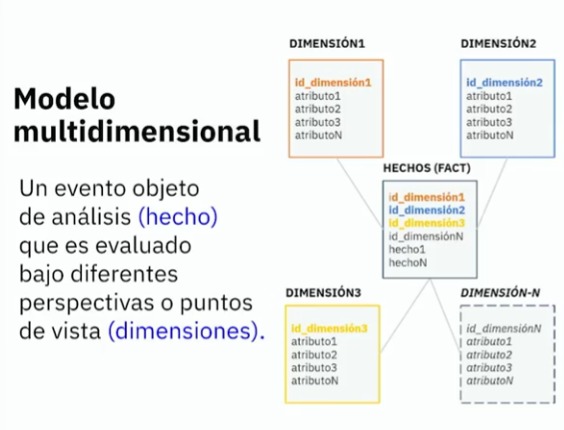 Modelo
multidimensional
Un evento objeto
de análisis (hecho)
que es evaluado
bajo diferentes
perspectivas o puntos
de vista (dimensiones).
DIMENSIÓN1
id_dimensión1
atributo1
atributo2
atributo3
atributoN
DIMENSIÓN2
id_dimensión2
atributo1
atributo2
atributo3
atributoN
HECHOS (FACT)
id_dimensión1
id_dimensión2
id_dimensión3
id_dimensiónN
hecho1
hechoN
DIMENSIÓN3
id_dimensión3
atributo1
atributo2
atributo3
atributoN
DIMENSIÓN-N
id_dimensiónN
atributo1
atributo2
atributo3
atributoN